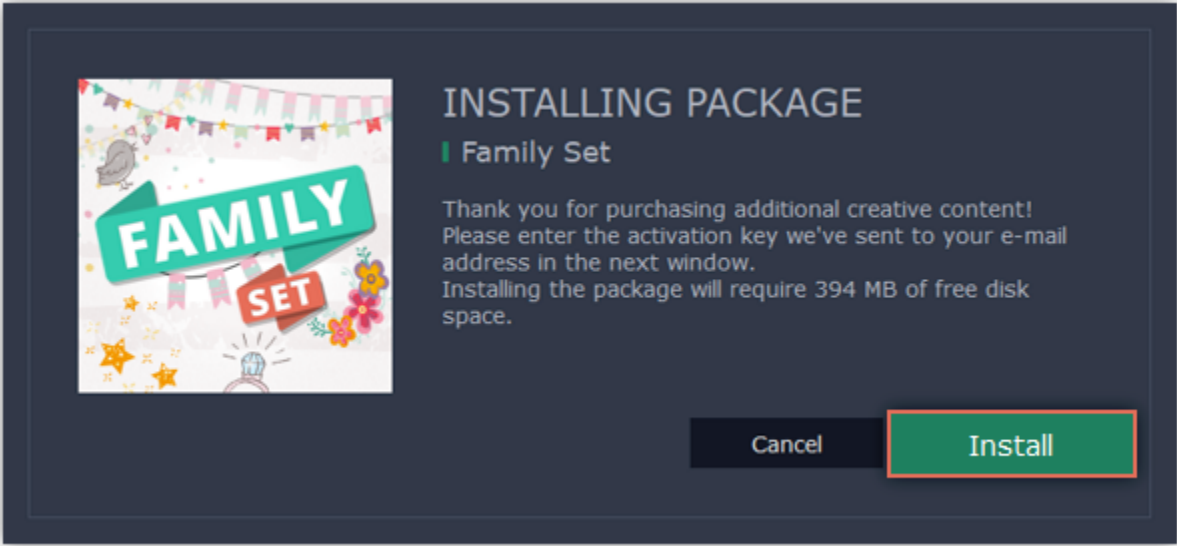 FAMILY
SET
INSTALLING PACKAGE
Family Set
Thank you for purchasing additional creative content!
Please enter the activation key we've sent to your e-mail
address in the next window.
Installing the package will require 394 MB of free disk
space.
Cancel
Install